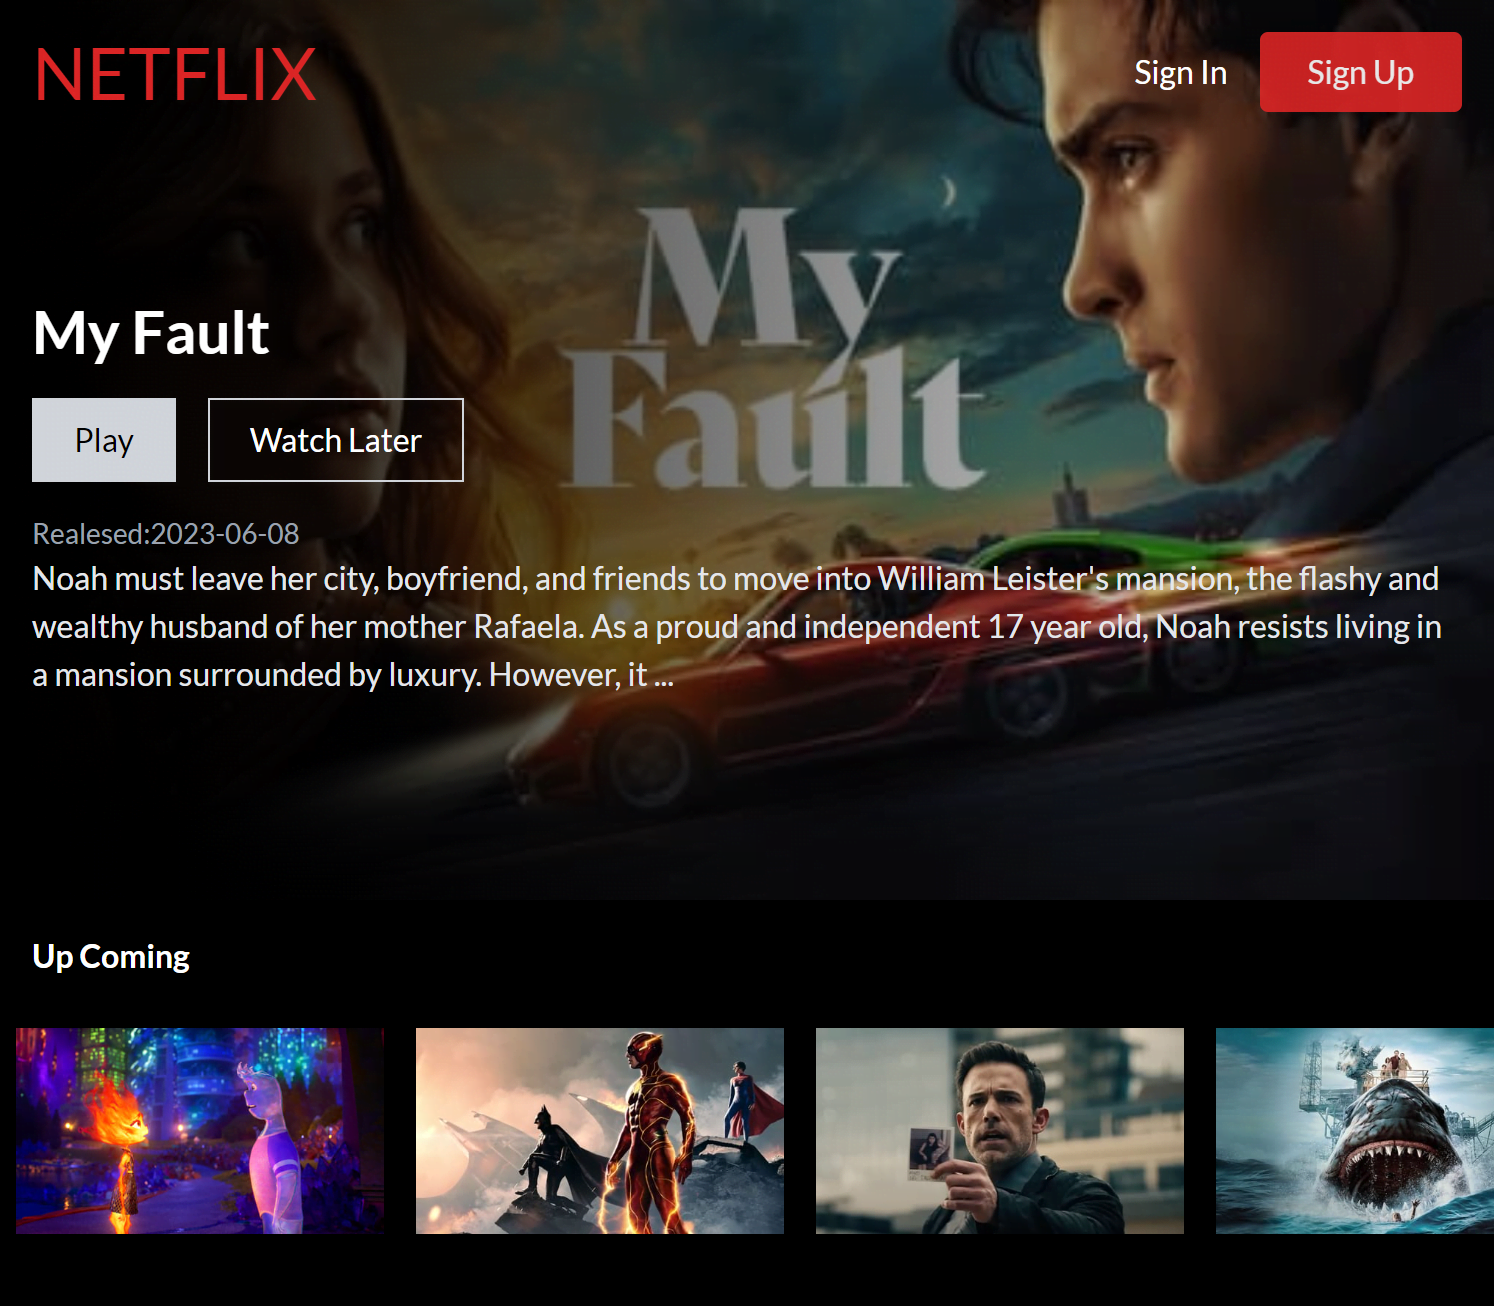 NETFLIX
Sign In
Sign Up
My
Fault
My Fault
Play
Watch Later
Realesed:2023-06-08
Noah must leave her city, boyfriend, and friends to move into William Leister's mansion, the flashy and
wealthy husband of her mother Rafaela. As a proud and independent 17 year old, Noah resists living in
a mansion surrounded by luxury. However, it ...
Up Coming